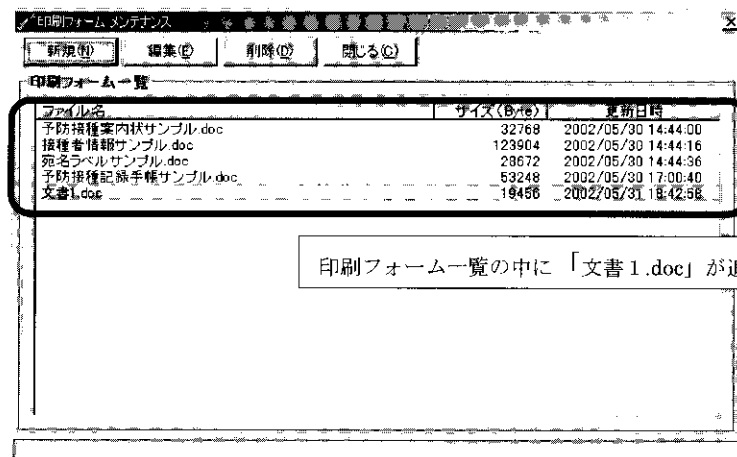 印刷フォーム メンテナンス
新規(N) 編集(E) 削除(D) 閉じる(C)
印刷フォーム一覧
ファイル名 サイズ(Byte) 更新日時
予防接種案内状サンプル.doc 32768 2002/05/30 14:44:00
接種者情報サンプル.doc 123904 2002/05/30 14:44:16
宛名ラベルサンプル.doc 28672 2002/05/30 14:44:36
予防接種記録手帳サンプル.doc 53248 2002/05/30 17:00:40
文書1.doc 19456 2002/05/31 18:42:58
印刷フォーム一覧の中に「文書1.doc」が追